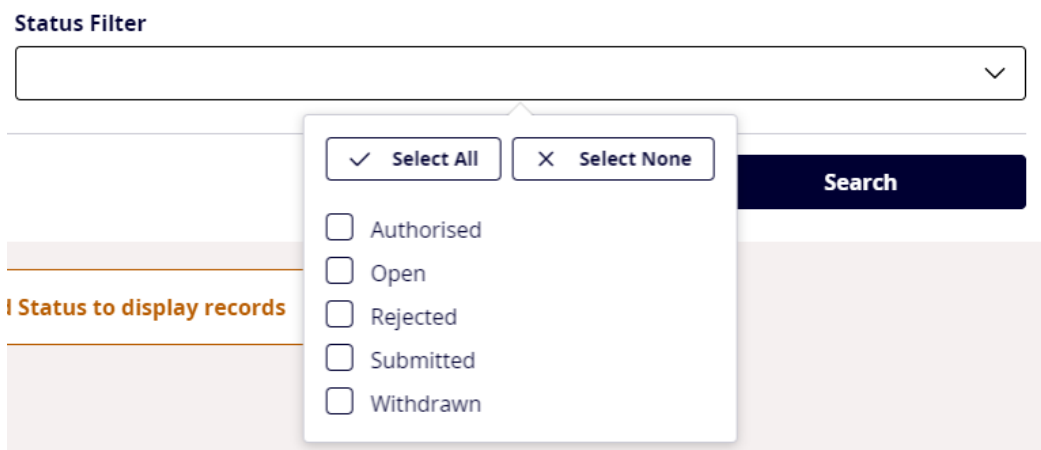 Status Filter
Select All
Select None
Search
Authorised
Open
Status to display records
Rejected
Submitted
Withdrawn